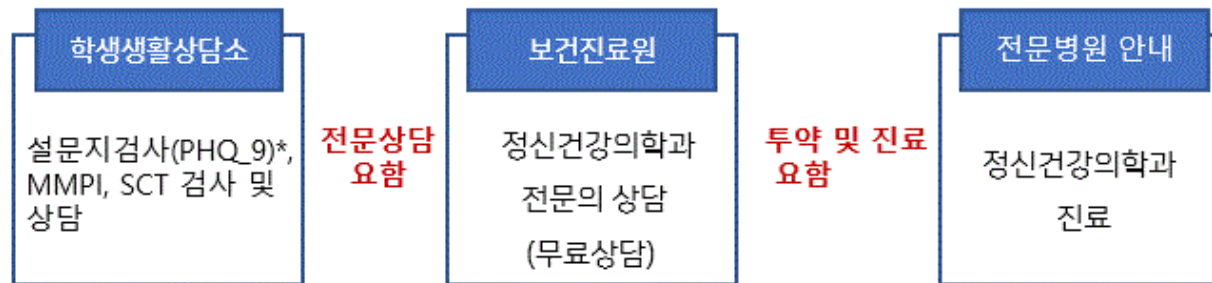 학생생활상담소
설문지검사(PHQ_9)*,
MMPI, SCT 검사 및
상담
전문상담
요함
보건진료원
정신건강의학과
전문의 상담
(무료상담)
투약 및 진료
요함
전문병원 안내
정신건강의학과
진료